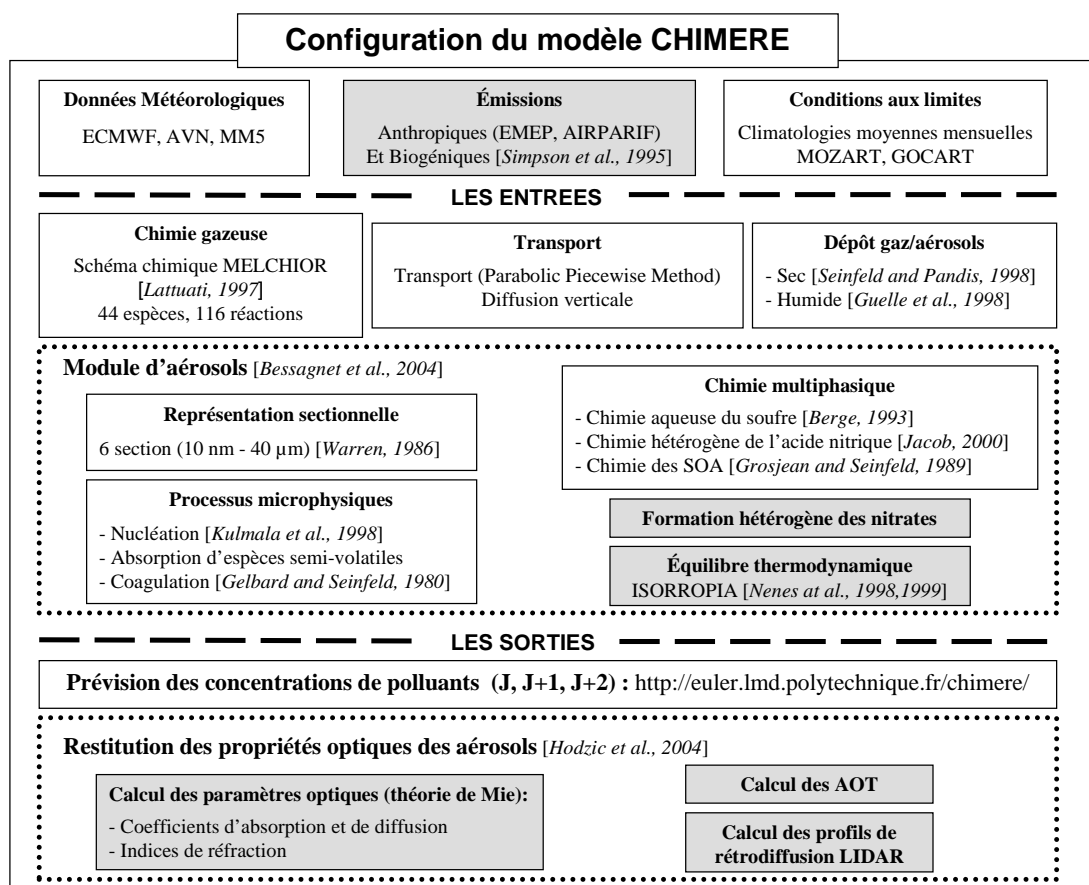 Configuration du modèle CHIMERE
Données Météorologiques
ECMWF, AVN, MM5
Émissions
Anthropiques (EMEP, AIRPARIF)
Et Biogéniques [Simpson et al., 1995]
Conditions aux limites
Climatologies moyennes mensuelles
MOZART, GOCART
LES ENTREES
Chimie gazeuse
Schéma chimique MELCHIOR
[Lattuati, 1997]
44 espèces, 116 réactions
Transport
Transport (Parabolic Piecewise Method)
Diffusion verticale
Dépôt gaz/aérosols
- Sec [Seinfeld and Pandis, 1998]
- Humide [Guelle et al., 1998]
Module d'aérosols [Bessagnet et al., 2004]
Représentation sectionnelle
6 section (10 nm - 40 µm) [Warren, 1986]
Processus microphysiques
- Nucléation [Kulmala et al., 1998]
- Absorption d'espèces semi-volatiles
- Coagulation [Gelbard and Seinfeld, 1980]
Chimie multiphasique
- Chimie aqueuse du soufre [Berge, 1993]
- Chimie hétérogène de l'acide nitrique [Jacob, 2000]
- Chimie des SOA [Grosjean and Seinfeld, 1989]
Formation hétérogène des nitrates
Équilibre thermodynamique
ISORROPIA [Nenes at al., 1998,1999]
LES SORTIES
Prévision des concentrations de polluants (J, J+1, J+2) : http://euler.lmd.polytechnique.fr/chimere/
Restitution des propriétés optiques des aérosols [Hodzic et al., 2004]
Calcul des paramètres optiques (théorie de Mie):
- Coefficients d'absorption et de diffusion
- Indices de réfraction
Calcul des AOT
Calcul des profils de
rétrodiffusion LIDAR